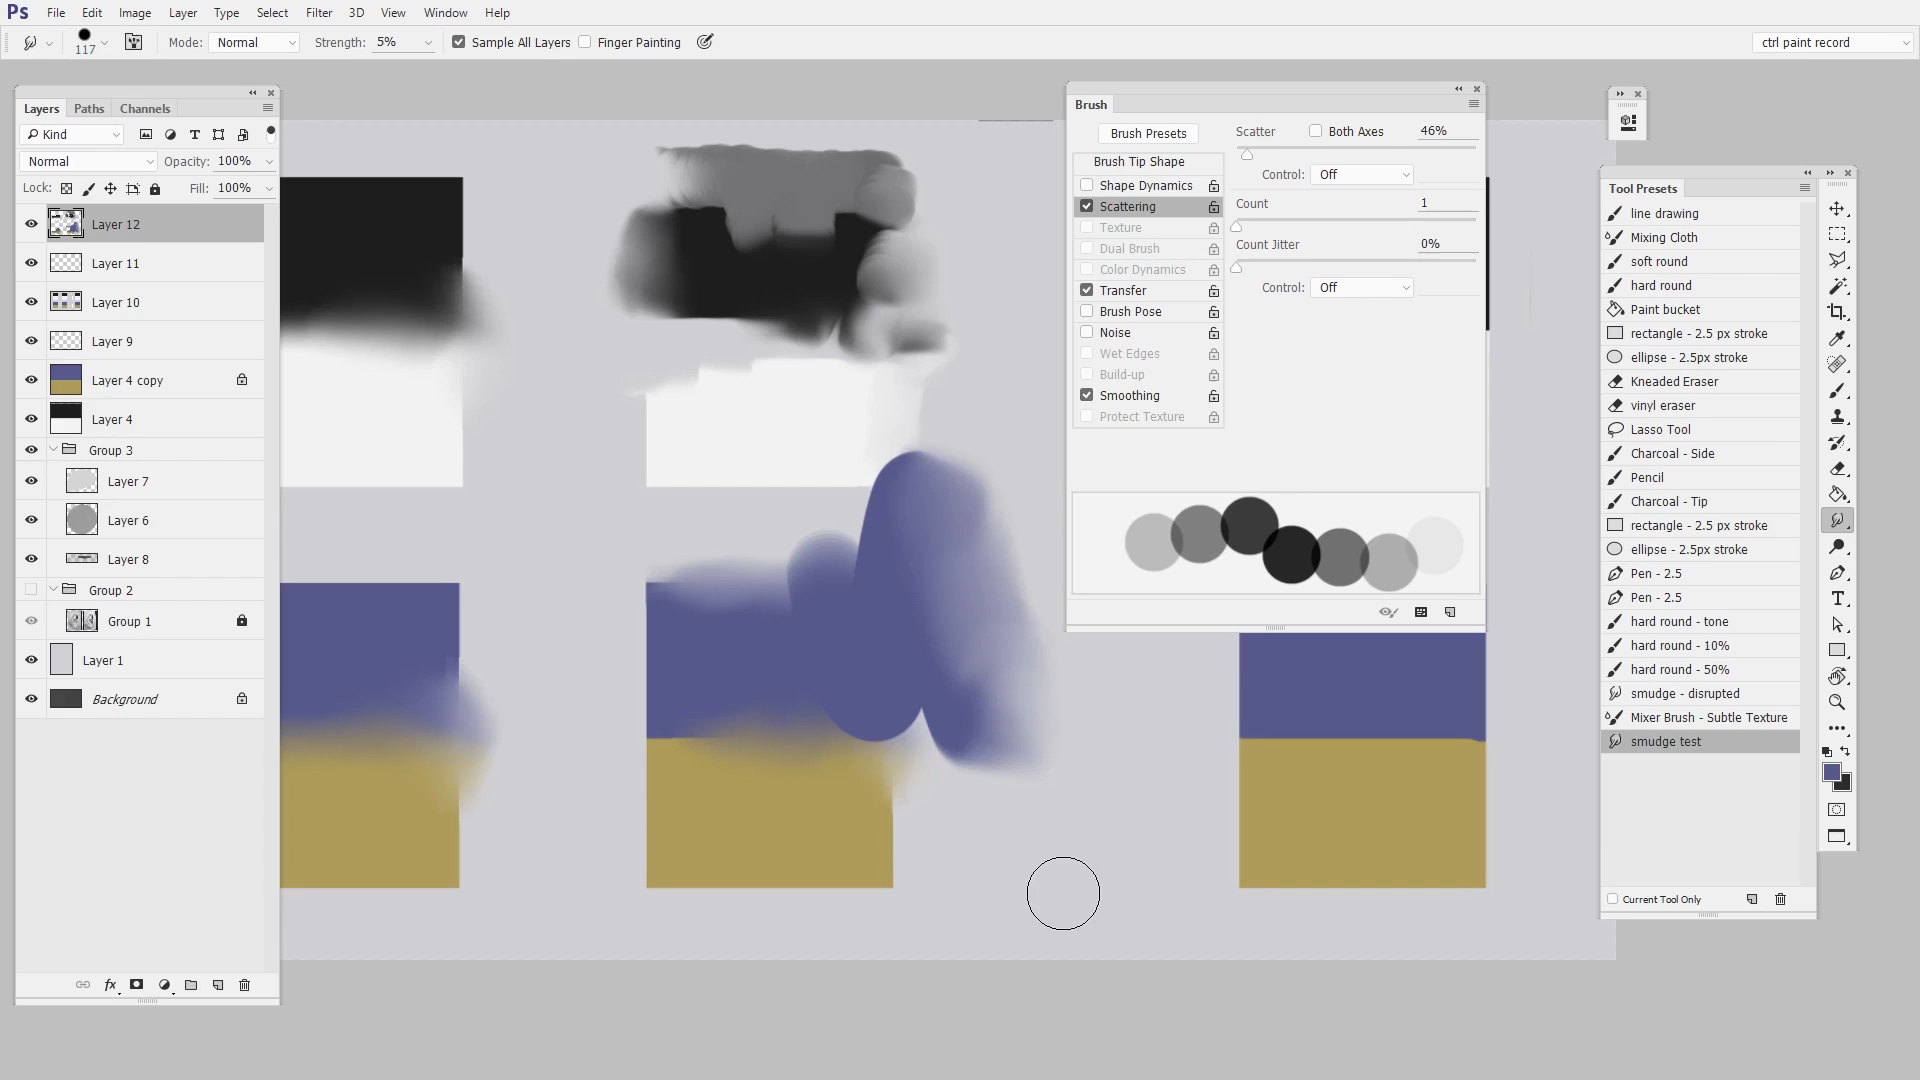 Ps File Edit Image Layer Type Select Filter 3D View Window Help
117 Mode: Normal Strength: 5% Sample All Layers Finger Painting ctrl paint record
Layers Paths Channels
Kind
Normal Opacity: 100%
Lock: Fill: 100%
Layer 12
Layer 11
Layer 10
Layer 9
Layer 4 copy
Layer 4
Group 3
Layer 7
Layer 6
Layer 8
Group 2
Group 1
Layer 1
Background
fx
Brush
Brush Presets
Brush Tip Shape
Shape Dynamics
Scattering
Texture
Dual Brush
Color Dynamics
Transfer
Brush Pose
Noise
Wet Edges
Build-up
Smoothing
Protect Texture
Scatter Both Axes 46%
Control: Off
Count 1
Count Jitter 0%
Control: Off
Tool Presets
line drawing
Mixing Cloth
soft round
hard round
Paint bucket
rectangle - 2.5 px stroke
ellipse - 2.5px stroke
Kneaded Eraser
vinyl eraser
Lasso Tool
Charcoal - Side
Pencil
Charcoal - Tip
rectangle - 2.5 px stroke
ellipse - 2.5px stroke
Pen - 2.5
Pen - 2.5
hard round - tone
hard round - 10%
hard round - 50%
smudge - disrupted
Mixer Brush - Subtle Texture
smudge test
Current Tool Only